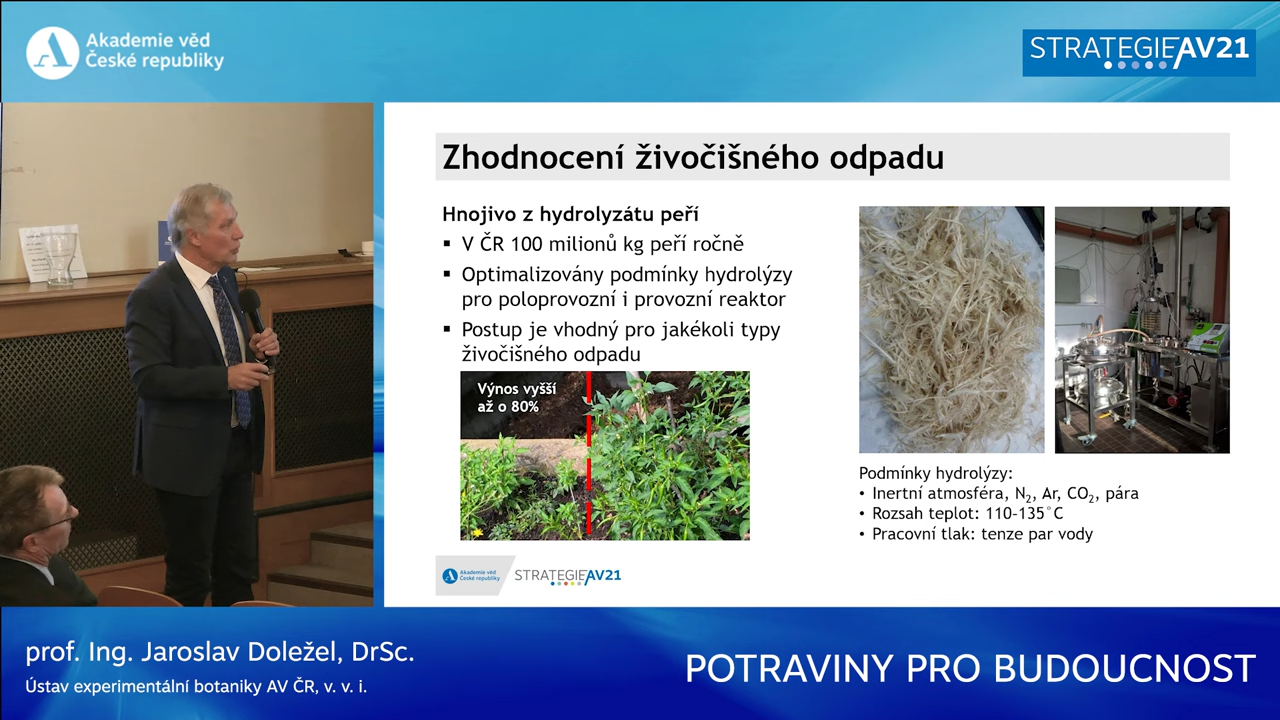 Akademie věd
České republiky
STRATEGIE/AV21
Zhodnocení živočišného odpadu
Hnojivo z hydrolyzátu peří
▪ V ČR 100 milionů kg peří ročně
▪ Optimalizovány podmínky hydrolýzy
pro poloprovozní i provozní reaktor
▪ Postup je vhodný pro jakékoli typy
živočišného odpadu
Výnos vyšší
až o 80%
Podmínky hydrolýzy:
• Inertní atmosféra, N₂, Ar, CO₂, pára
• Rozsah teplot: 110-135°C
• Pracovní tlak: tenze par vody
Akademie věd
České republiky
STRATEGIE/AV21
prof. Ing. Jaroslav Doležel, DrSc.
Ústav experimentální botaniky AV ČR, v. v. i.
POTRAVINY PRO BUDOUCNOST